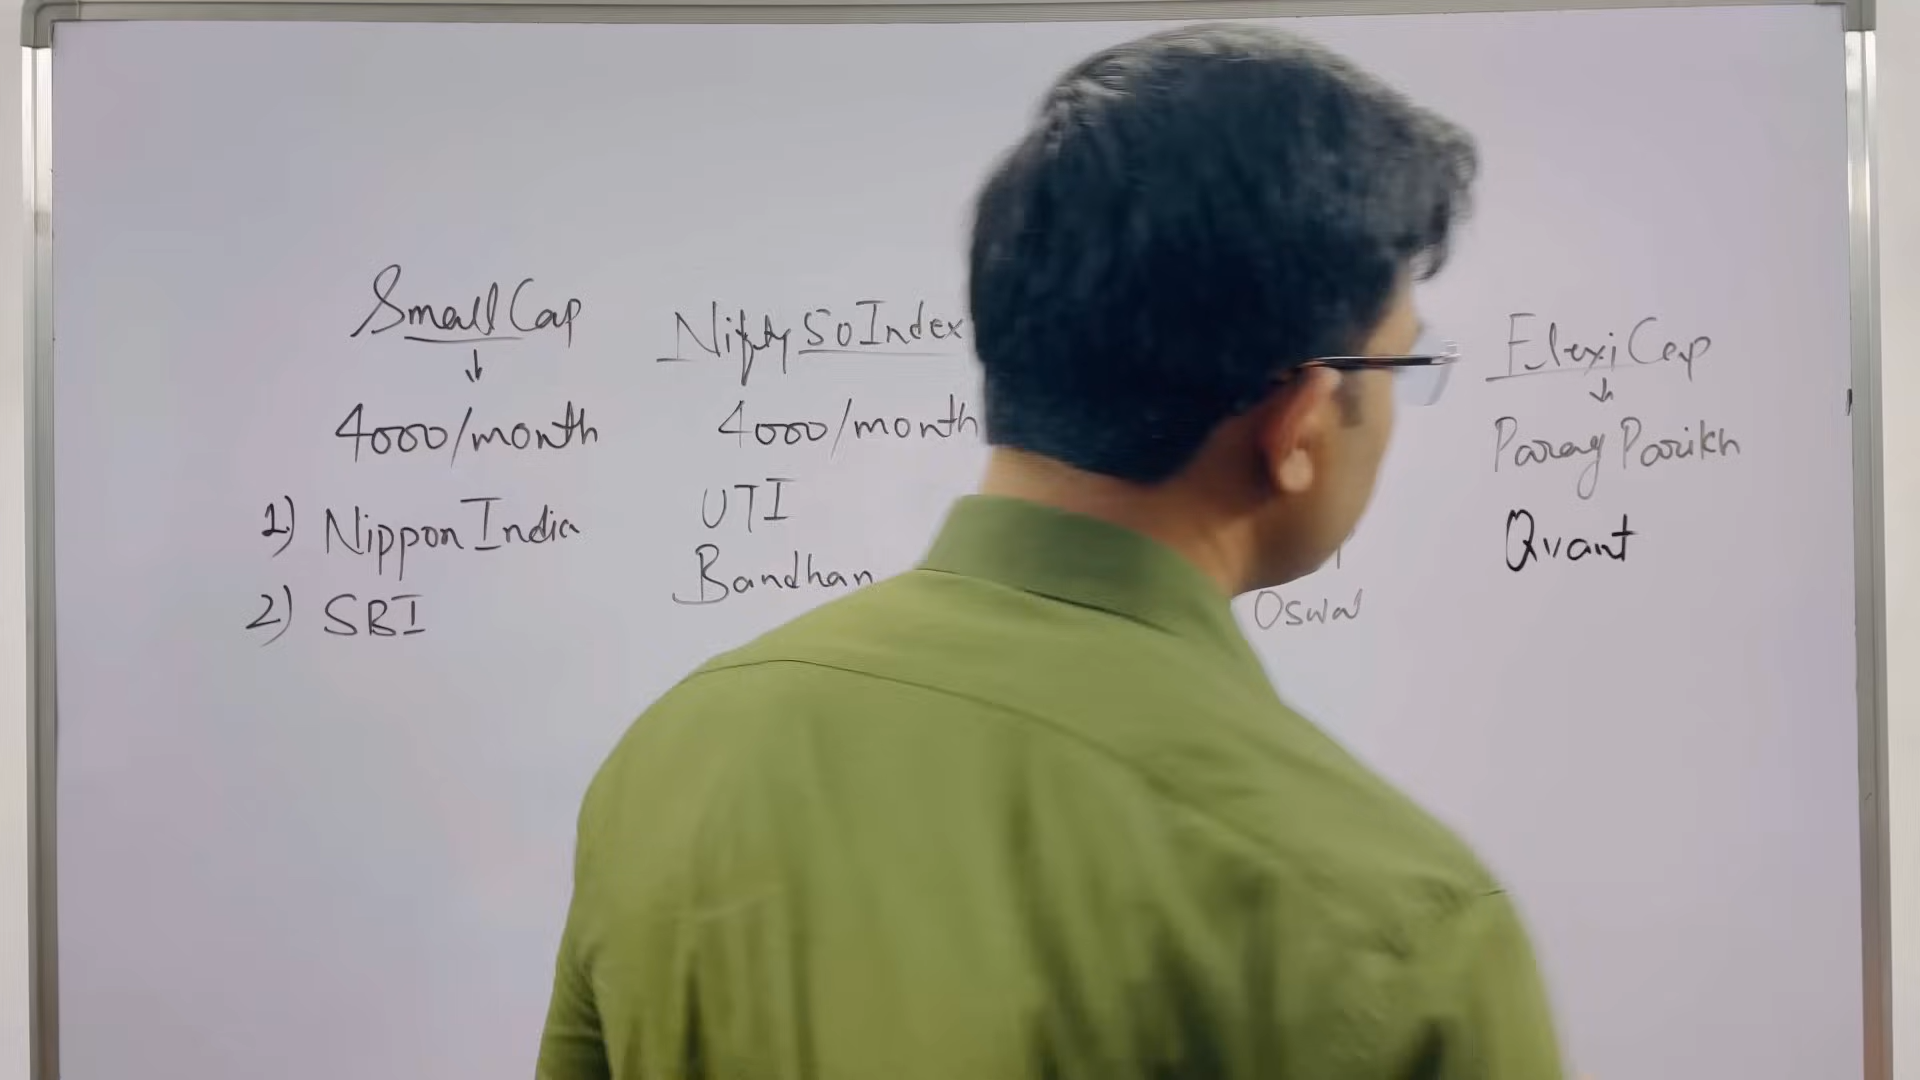 Small Cap
4000/month
1) Nippon India
2) SBI
Nifty 50 Index
4000/month
UTI
Bandhan
Oswal
Flexi Cap
Parag Parikh
Quant